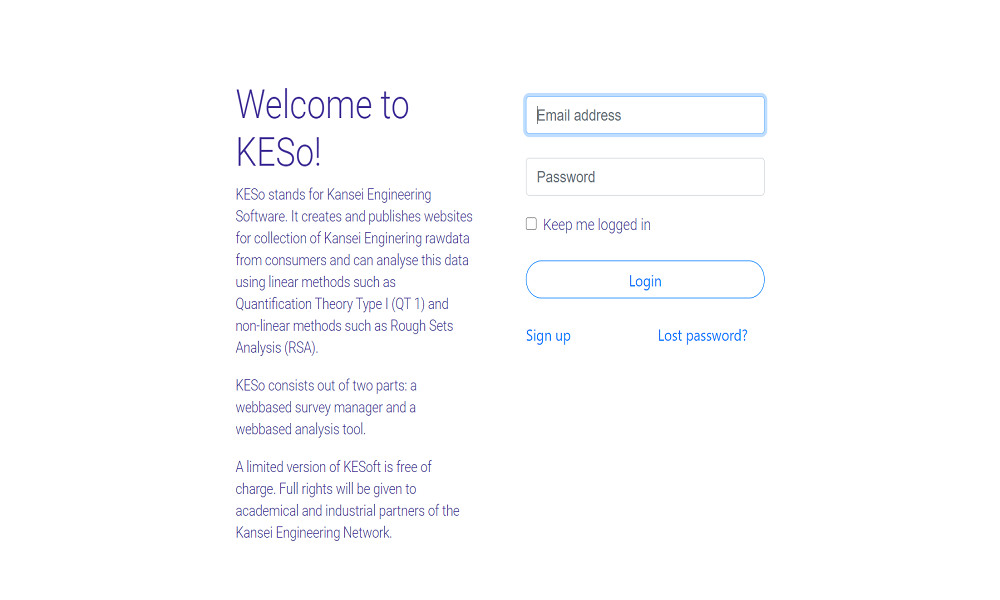 Welcome to
KESo!
KESo stands for Kansei Engineering
Software. It creates and publishes websites
for collection of Kansei Enginering rawdata
from consumers and can analyse this data
using linear methods such as
Quantification Theory Type I (QT 1) and
non-linear methods such as Rough Sets
Analysis (RSA).
KESo consists out of two parts: a
webbased survey manager and a
webbased analysis tool.
A limited version of KESoft is free of
charge. Full rights will be given to
academical and industrial partners of the
Kansei Engineering Network.
Email address
Password
Keep me logged in
Login
Sign up
Lost password?